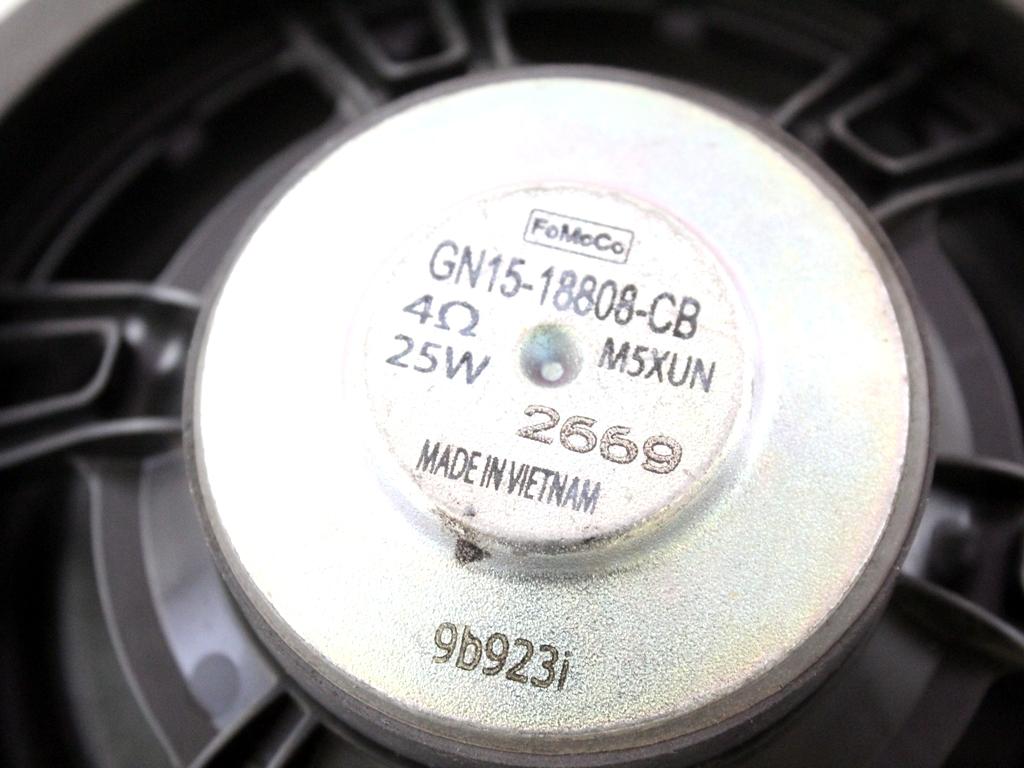 FoMoCo
GN15-18808-CB
4Ω
25W M5XUN
2669
MADE IN VIETNAM
9b923i